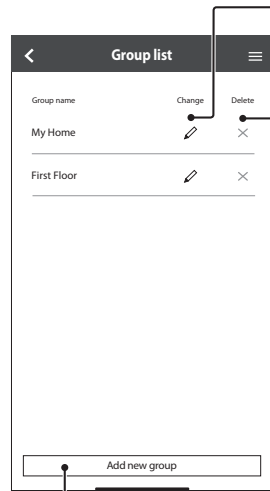 Group list
Group name Change Delete
My Home
First Floor
Add new group